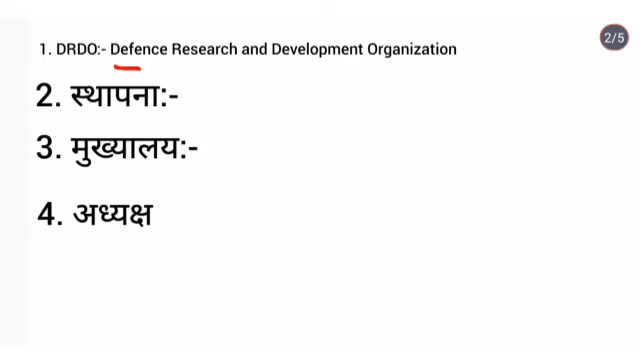 2/5
1. DRDO:- Defence Research and Development Organization
2. स्थापना:-
3. मुख्यालय:-
4. अध्यक्ष